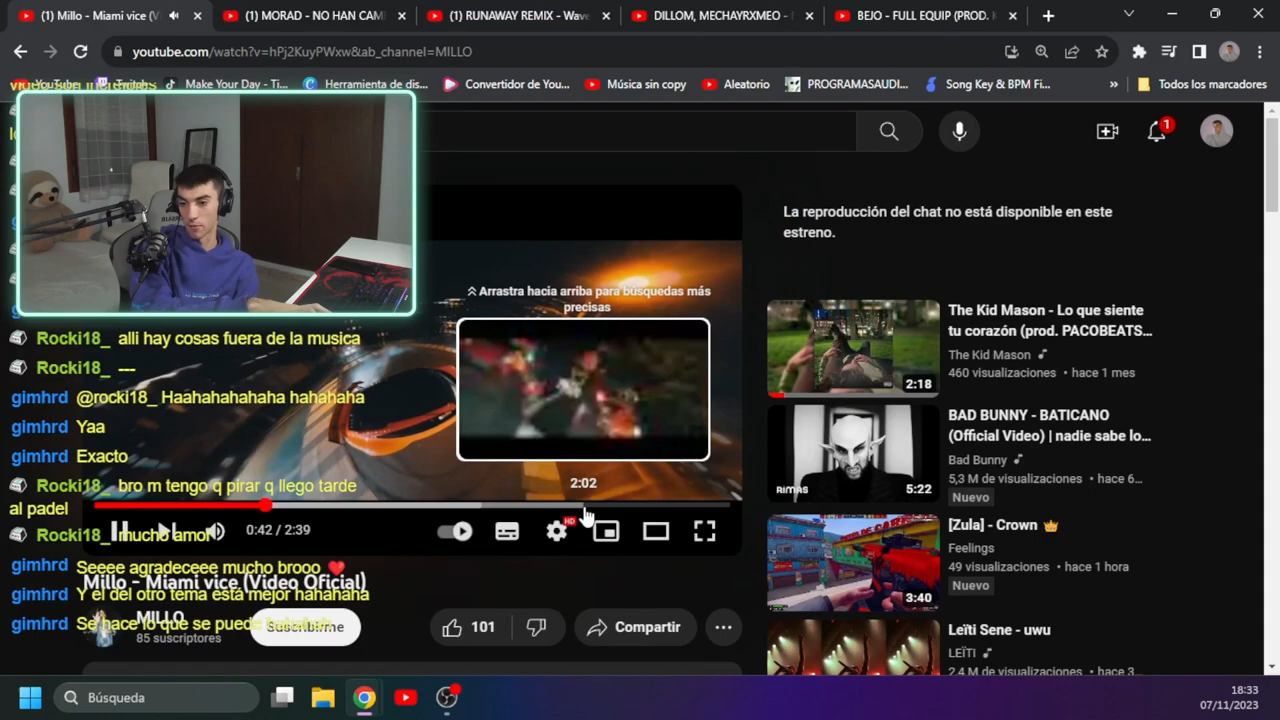 (1) Millo - Miami vice (V
(1) MORAD - NO HAN CAM
(1) RUNAWAY REMIX - Wave
DILLOM, MECHAYRXMEO -
BEJO - FULL EQUIP (PROD.
youtube.com/watch?v=hPj2KuyPWxw&ab_channel=MILLO
YouTube
Make Your Day - Ti...
Herramienta de dis...
Convertidor de You...
Música sin copy
Aleatorio
PROGRAMASAUDI...
Song Key & BPM Fi...
»
Todos los marcadores
1
La reproducción del chat no está disponible en este
estreno.
Arrastra hacia arriba para búsquedas más
precisas
2:02
Rocki18_ alli hay cosas fuera de la musica
Rocki18_ ---
gimhrd @rocki18_ Haahahahahaha hahahaha
gimhrd Yaa
gimhrd Exacto
Rocki18_ bro m tengo q pirar q llego tarde
al padel
Rocki18_ mucho amor
gimhrd Seeee agradeceee mucho brooo ❤️
gimhrd Y el del otro tema está mejor hahahaha
gimhrd Se hace lo que se puede
0:42 / 2:39
HD
Millo - Miami vice (Video Oficial)
MILLO
85 suscriptores
Suscribirme
101
Compartir
The Kid Mason - Lo que siente
tu corazón (prod. PACOBEATS...
The Kid Mason
460 visualizaciones • hace 1 mes
2:18
BAD BUNNY - BATICANO
(Official Video) | nadie sabe lo...
Bad Bunny
5,3 M de visualizaciones • hace 6...
Nuevo
RIMAS
5:22
[Zula] - Crown 👑
Feelings
49 visualizaciones • hace 1 hora
Nuevo
3:40
Leïti Sene - uwu
LEÏTI
2,4 M de visualizaciones • hace 3...
Búsqueda
18:33
07/11/2023